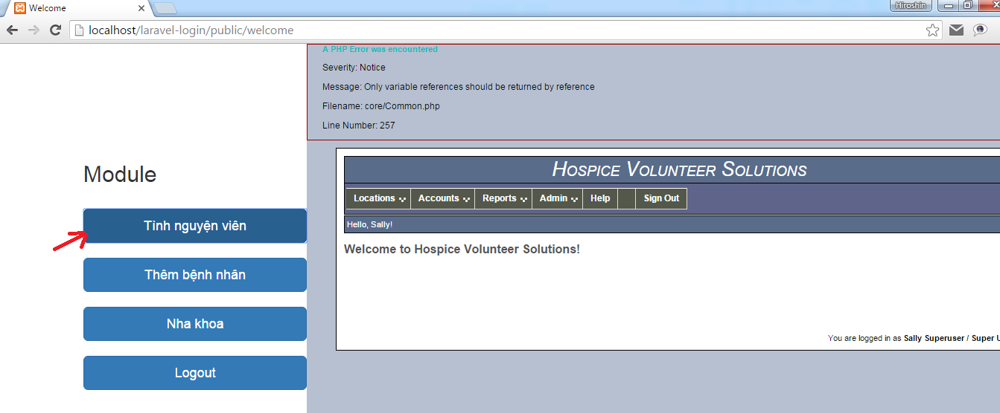 Welcome
Hiroshin
localhost/laravel-login/public/welcome
A PHP Error was encountered
Severity: Notice
Message: Only variable references should be returned by reference
Filename: core/Common.php
Line Number: 257
Module
Tình nguyện viên
Thêm bệnh nhân
Nha khoa
Logout
Hospice Volunteer Solutions
Locations Accounts Reports Admin Help Sign Out
Hello, Sally!
Welcome to Hospice Volunteer Solutions!
You are logged in as Sally Superuser / Super U